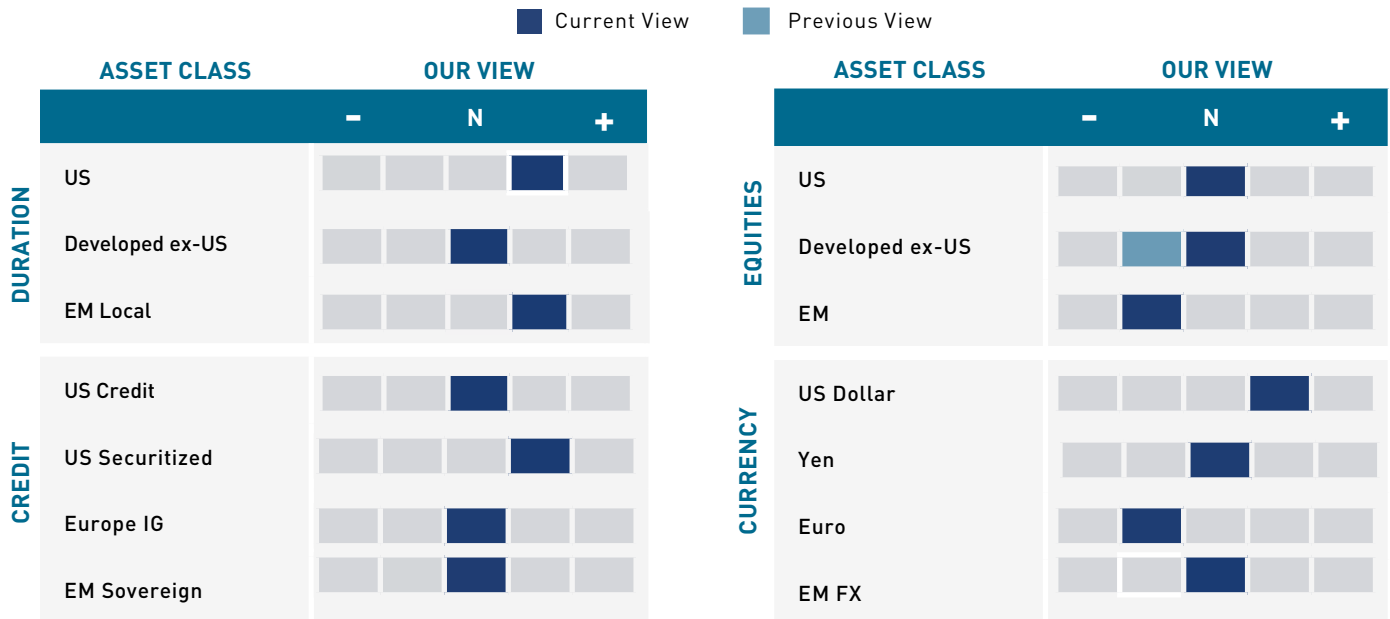 Current View
Previous View
ASSET CLASS
OUR VIEW
- N +
DURATION
US
Developed ex-US
EM Local
CREDIT
US Credit
US Securitized
Europe IG
EM Sovereign
ASSET CLASS
OUR VIEW
- N +
EQUITIES
US
Developed ex-US
EM
CURRENCY
US Dollar
Yen
Euro
EM FX